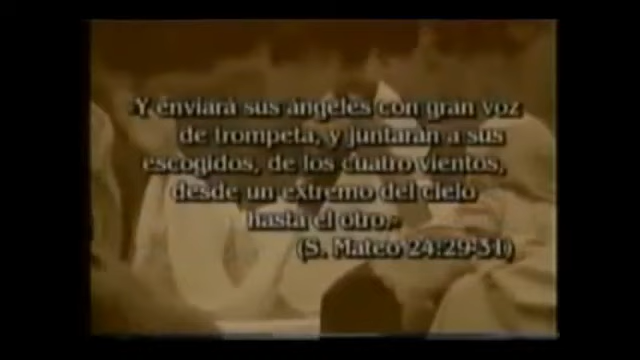 Y enviará sus ángeles con gran voz
de trompeta, y juntarán a sus
escogidos, de los cuatro vientos,
desde un extremo del cielo
hasta el otro.»
(S. Mateo 24:29-31)